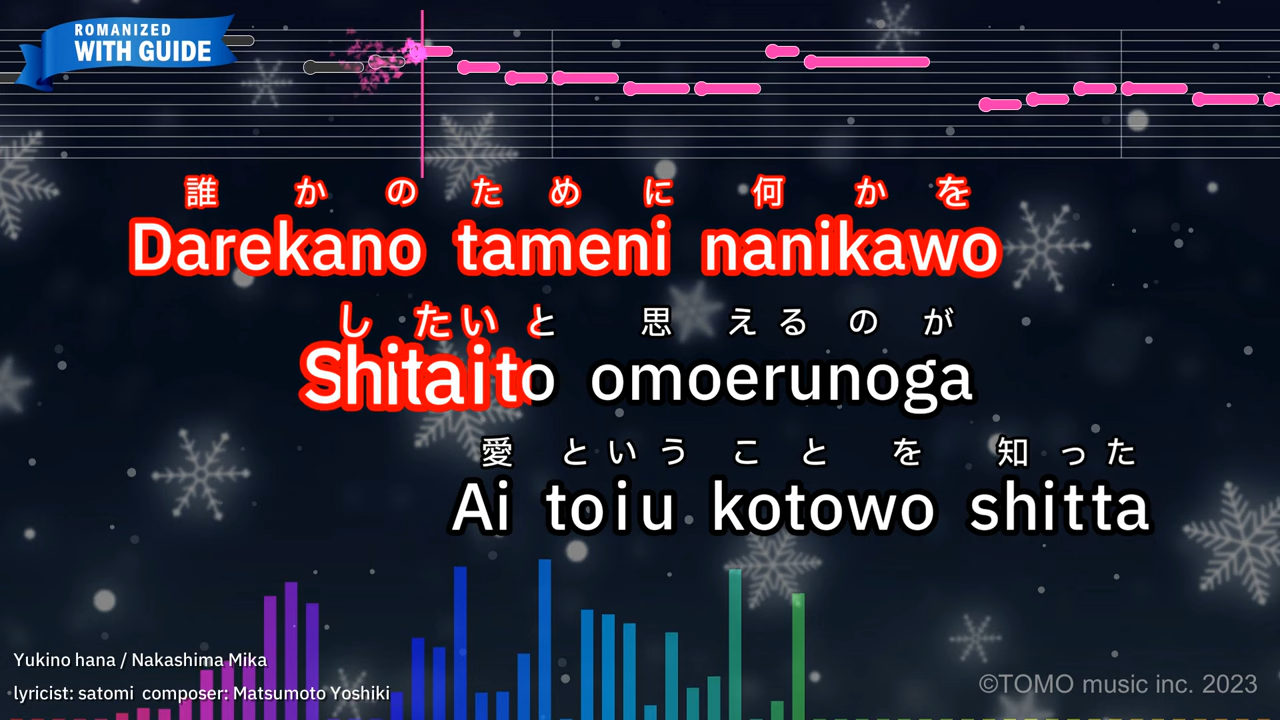 ROMANIZED
WITH GUIDE
誰かのために何かを
Darekano tameni nanikawo
したいと思えるのが
Shitaito omoerunoga
愛ということを知った
Ai toiu kotowo shitta
Yukino hana / Nakashima Mika
lyricist: satomi composer: Matsumoto Yoshiki
©TOMO music inc. 2023